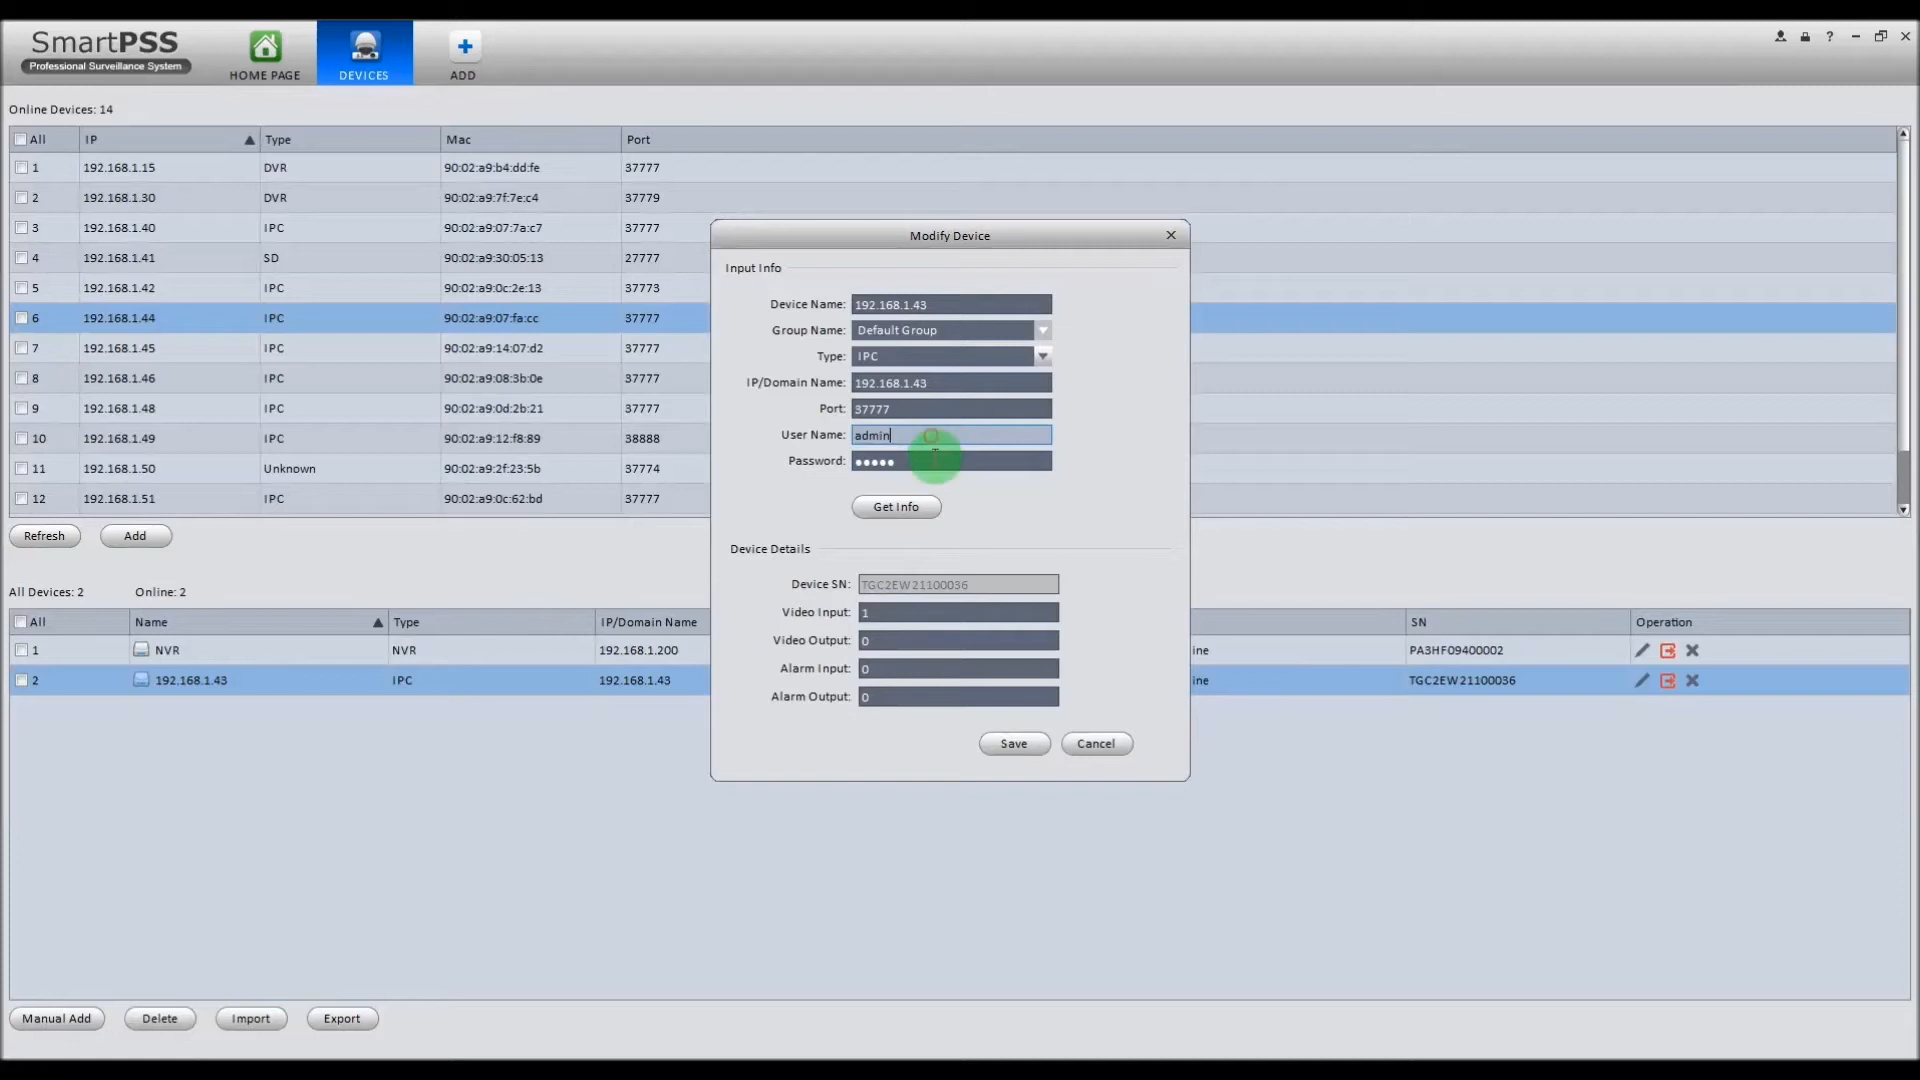 SmartPSS
Professional Surveillance System
HOME PAGE
DEVICES
ADD
Online Devices: 14
All IP Type Mac Port
1 192.168.1.15 DVR 90:02:a9:b4:dd:fe 37777
2 192.168.1.30 DVR 90:02:a9:7f:7e:c4 37779
3 192.168.1.40 IPC 90:02:a9:07:7a:c7 37777
4 192.168.1.41 SD 90:02:a9:30:05:13 27777
5 192.168.1.42 IPC 90:02:a9:0c:2e:13 37773
6 192.168.1.44 IPC 90:02:a9:07:fa:cc 37777
7 192.168.1.45 IPC 90:02:a9:14:07:d2 37777
8 192.168.1.46 IPC 90:02:a9:08:3b:0e 37777
9 192.168.1.48 IPC 90:02:a9:0d:2b:21 37777
10 192.168.1.49 IPC 90:02:a9:12:f8:89 38888
11 192.168.1.50 Unknown 90:02:a9:2f:23:5b 37774
12 192.168.1.51 IPC 90:02:a9:0c:62:bd 37777
Refresh Add
Modify Device
Input Info
Device Name: 192.168.1.43
Group Name: Default Group
Type: IPC
IP/Domain Name: 192.168.1.43
Port: 37777
User Name: admin
Password: •••••
Get Info
Device Details
Device SN: TGC2EW21100036
Video Input: 1
Video Output: 0
Alarm Input: 0
Alarm Output: 0
Save Cancel
All Devices: 2 Online: 2
All Name Type IP/Domain Name SN Operation
1 NVR NVR 192.168.1.200 ine PA3HF09400002
2 192.168.1.43 IPC 192.168.1.43 ine TGC2EW21100036
Manual Add Delete Import Export